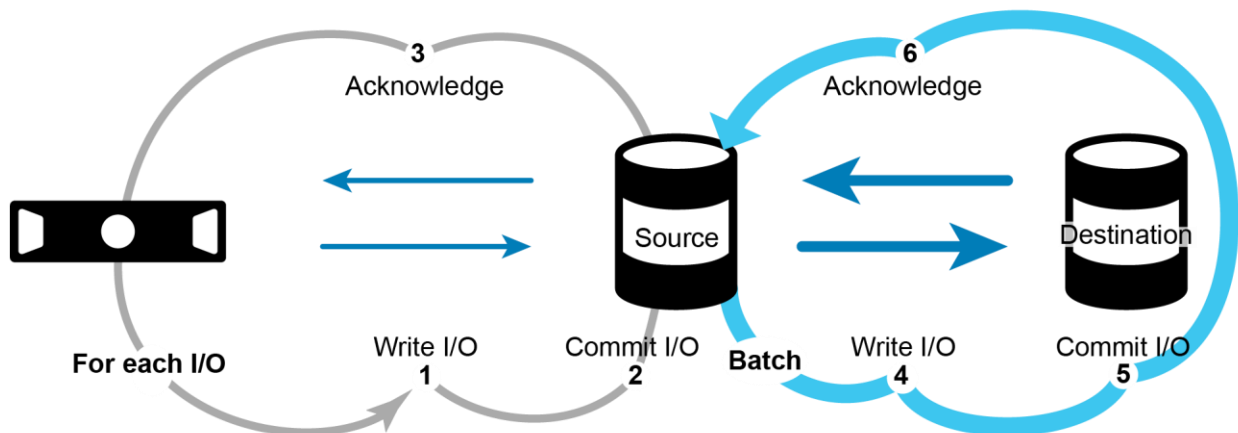 3
Acknowledge
6
Acknowledge
Source
Destination
For each I/O
Write I/O
1
Commit I/O
2
Batch
Write I/O
4
Commit I/O
5